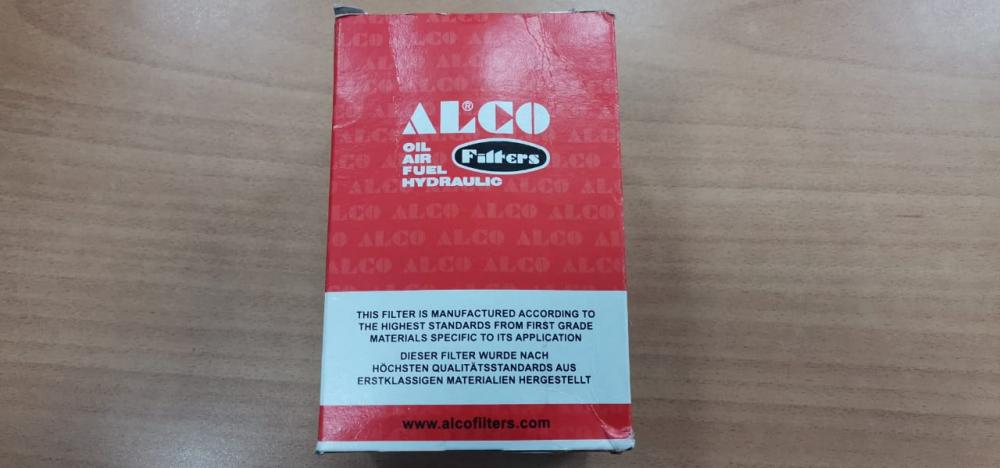 ALCO®
OIL
AIR
FUEL
HYDRAULIC
Filters
THIS FILTER IS MANUFACTURED ACCORDING TO
THE HIGHEST STANDARDS FROM FIRST GRADE
MATERIALS SPECIFIC TO ITS APPLICATION
DIESER FILTER WURDE NACH
HÖCHSTEN QUALITÄTSSTANDARDS AUS
ERSTKLASSIGEN MATERIALIEN HERGESTELLT
www.alcofilters.com